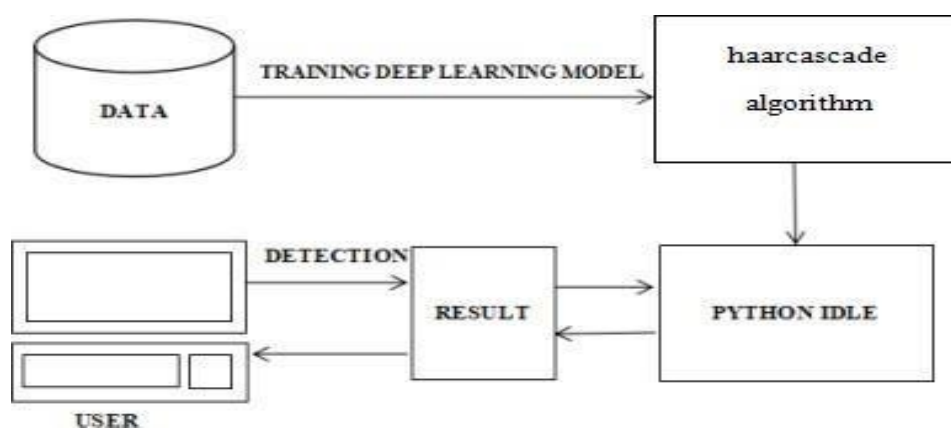 DATA
TRAINING DEEP LEARNING MODEL
haarcascade
algorithm
DETECTION
RESULT
PYTHON IDLE
USER